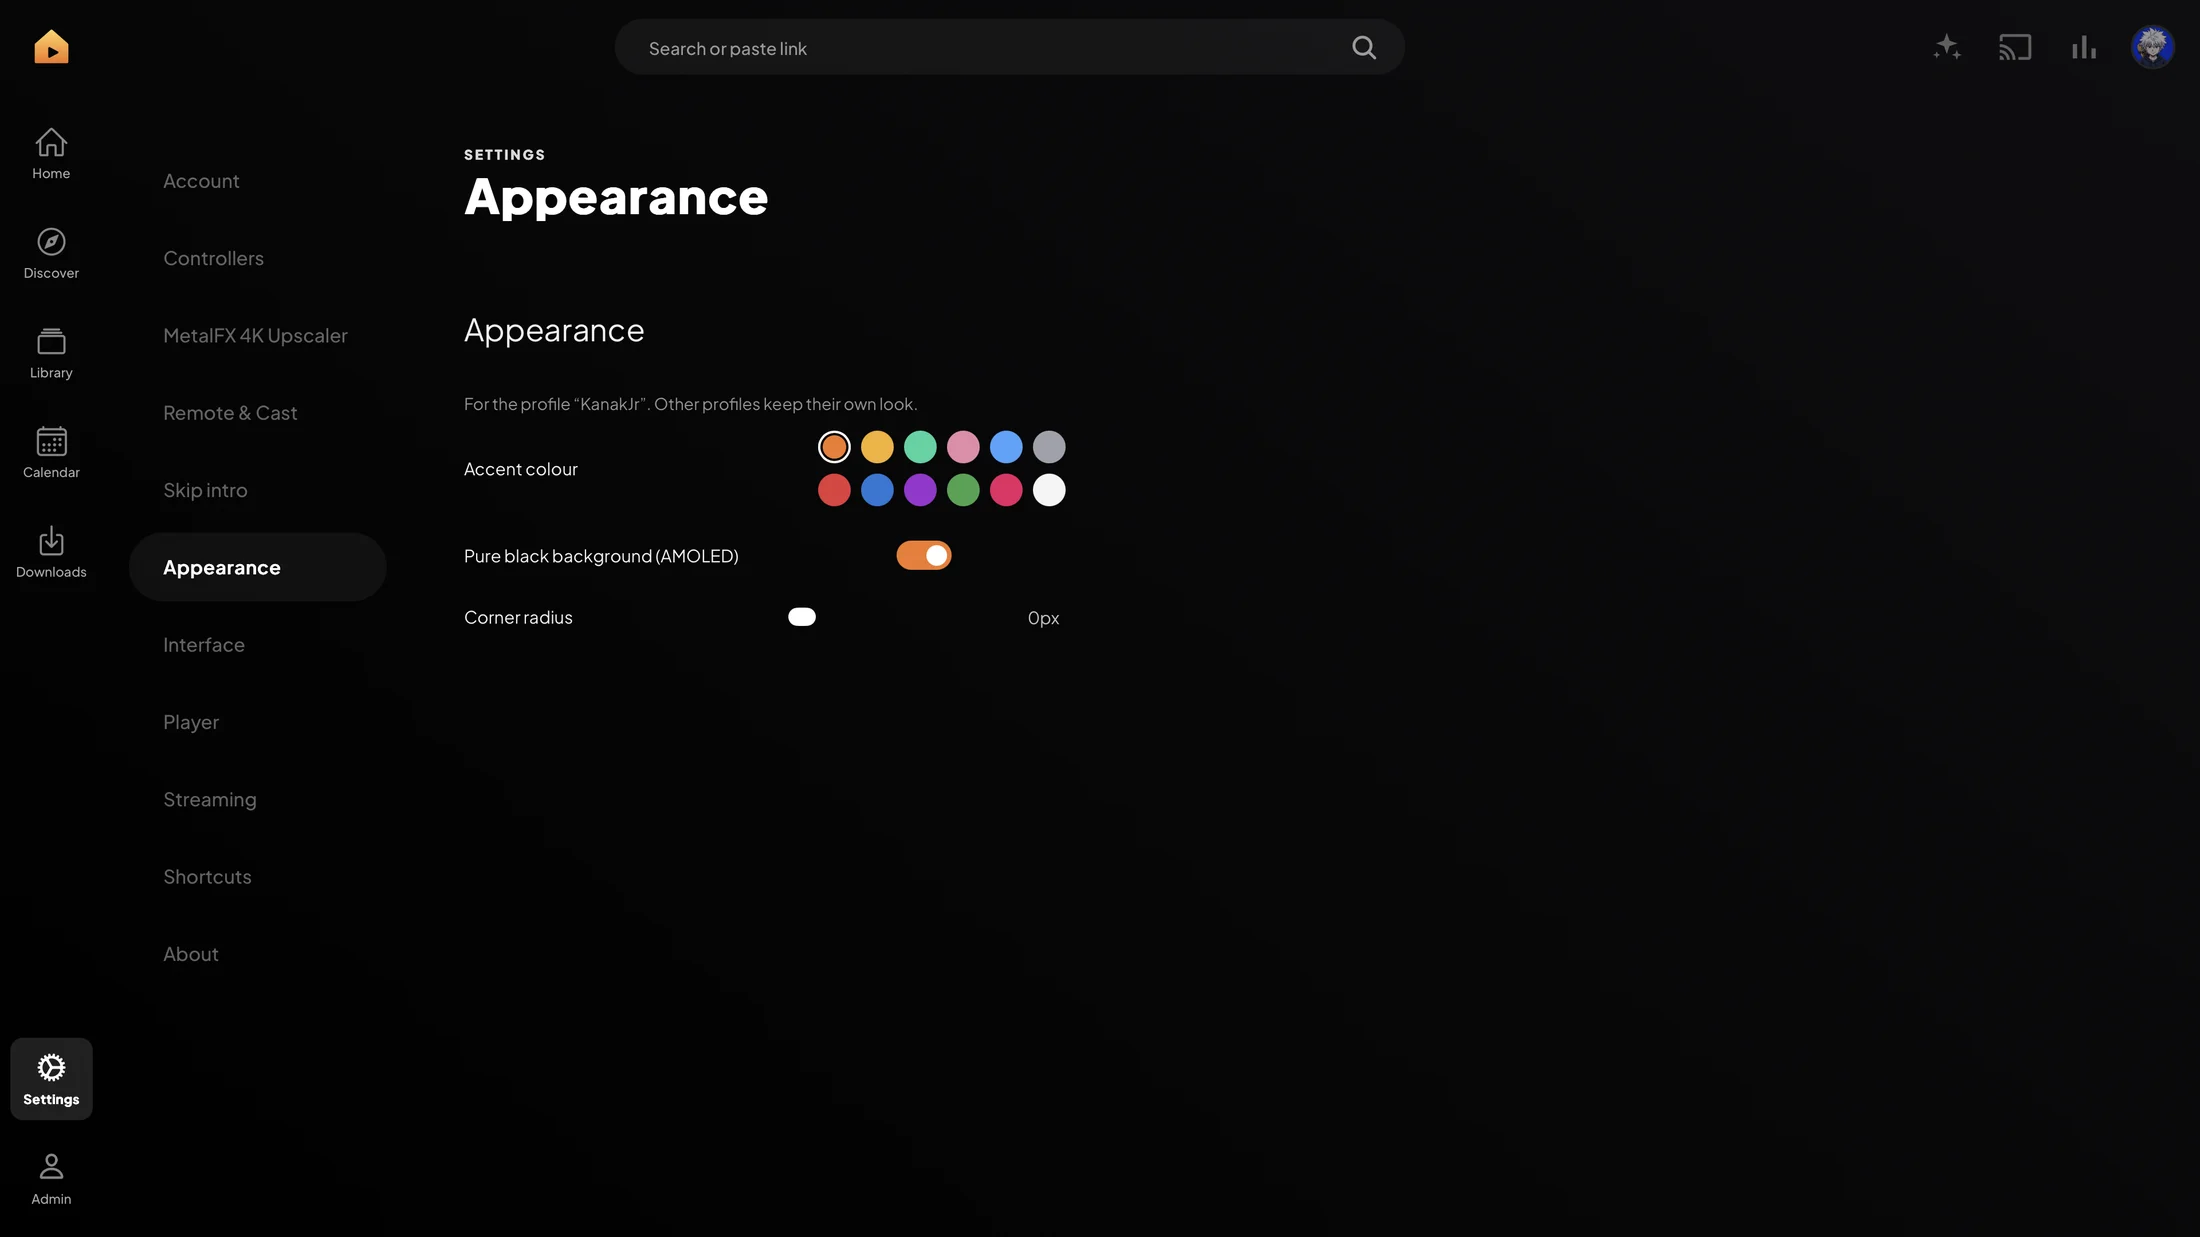 Search or paste link
Home
Discover
Library
Calendar
Downloads
Settings
Admin
Account
Controllers
MetalFX 4K Upscaler
Remote & Cast
Skip intro
Appearance
Interface
Player
Streaming
Shortcuts
About
SETTINGS
Appearance
Appearance
For the profile “KanakJr”. Other profiles keep their own look.
Accent colour
Pure black background (AMOLED)
Corner radius
0px